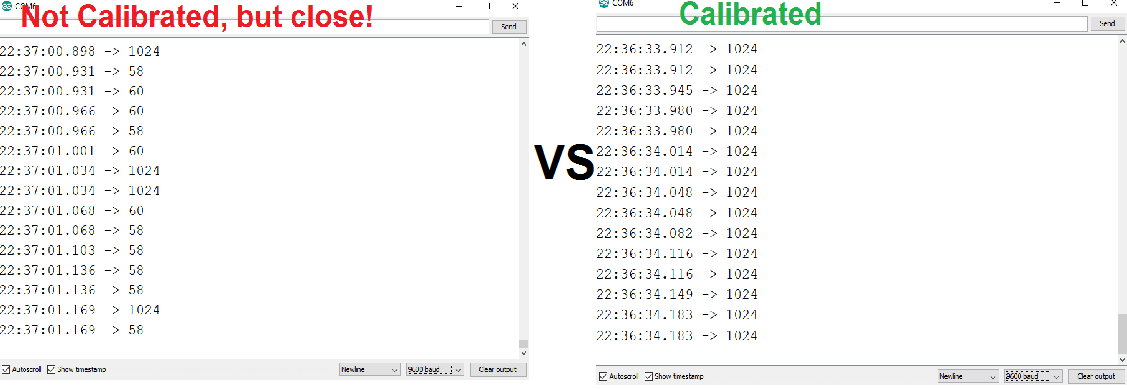 COM6
Not Calibrated, but close!
Send
22:37:00.898 -> 1024
22:37:00.931 -> 58
22:37:00.931 -> 60
22:37:00.966 > 60
22:37:00.966 > 58
22:37:01.001 > 60
22:37:01.034 -> 1024
22:37:01.034 -> 1024
22:37:01.068 -> 60
22:37:01.068 -> 58
22:37:01.103 -> 58
22:37:01.136 -> 58
22:37:01.136 > 58
22:37:01.169 > 1024
22:37:01.169 > 58
Autoscroll Show timestamp Newline 9600 baud Clear output
VS
COM6
Calibrated
Send
22:36:33.912 > 1024
22:36:33.912 > 1024
22:36:33.945 -> 1024
22:36:33.980 -> 1024
22:36:33.980 > 1024
22:36:34.014 -> 1024
22:36:34.014 -> 1024
22:36:34.048 -> 1024
22:36:34.048 > 1024
22:36:34.082 -> 1024
22:36:34.116 -> 1024
22:36:34.116 > 1024
22:36:34.149 -> 1024
22:36:34.183 -> 1024
22:36:34.183 -> 1024
Autoscroll Show timestamp Newline 9600 baud Clear output